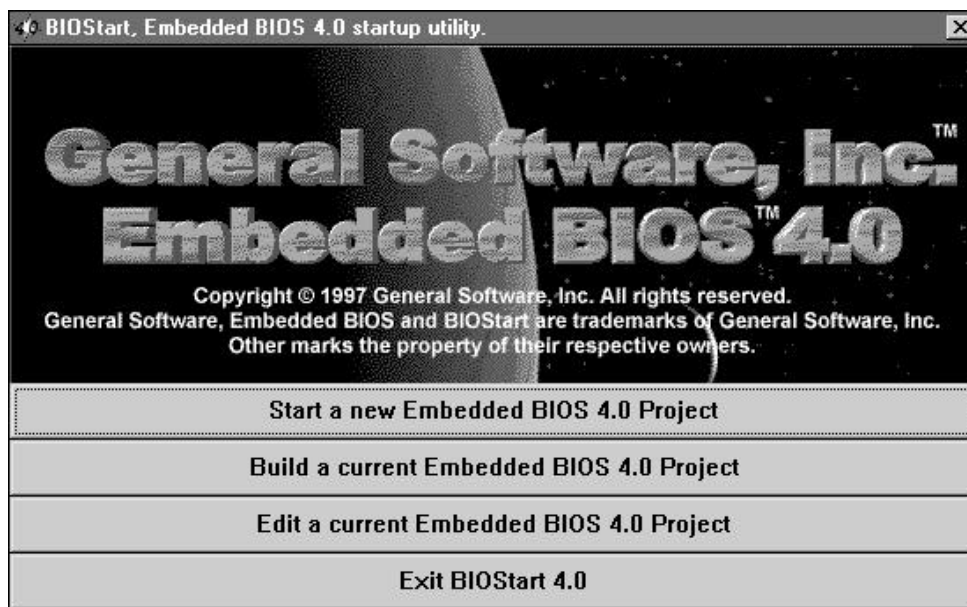 BIOStart, Embedded BIOS 4.0 startup utility.
General Software, Inc.™
Embedded BIOS™ 4.0
Copyright © 1997 General Software, Inc. All rights reserved.
General Software, Embedded BIOS and BIOStart are trademarks of General Software, Inc.
Other marks the property of their respective owners.
Start a new Embedded BIOS 4.0 Project
Build a current Embedded BIOS 4.0 Project
Edit a current Embedded BIOS 4.0 Project
Exit BIOStart 4.0